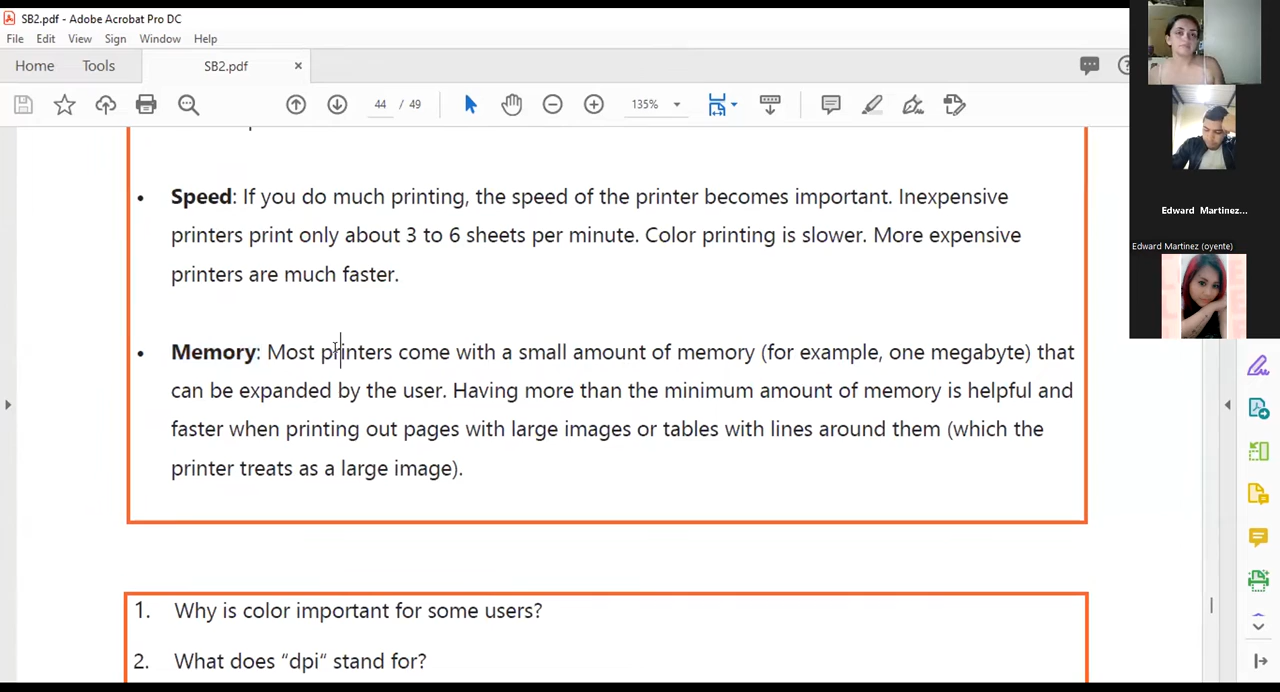 SB2.pdf - Adobe Acrobat Pro DC
File Edit View Sign Window Help
Home Tools SB2.pdf ×
44 / 49 135%
• Speed: If you do much printing, the speed of the printer becomes important. Inexpensive
printers print only about 3 to 6 sheets per minute. Color printing is slower. More expensive
printers are much faster.
• Memory: Most printers come with a small amount of memory (for example, one megabyte) that
can be expanded by the user. Having more than the minimum amount of memory is helpful and
faster when printing out pages with large images or tables with lines around them (which the
printer treats as a large image).
1. Why is color important for some users?
2. What does “dpi“ stand for?
Edward Martinez...
Edward Martinez (oyente)